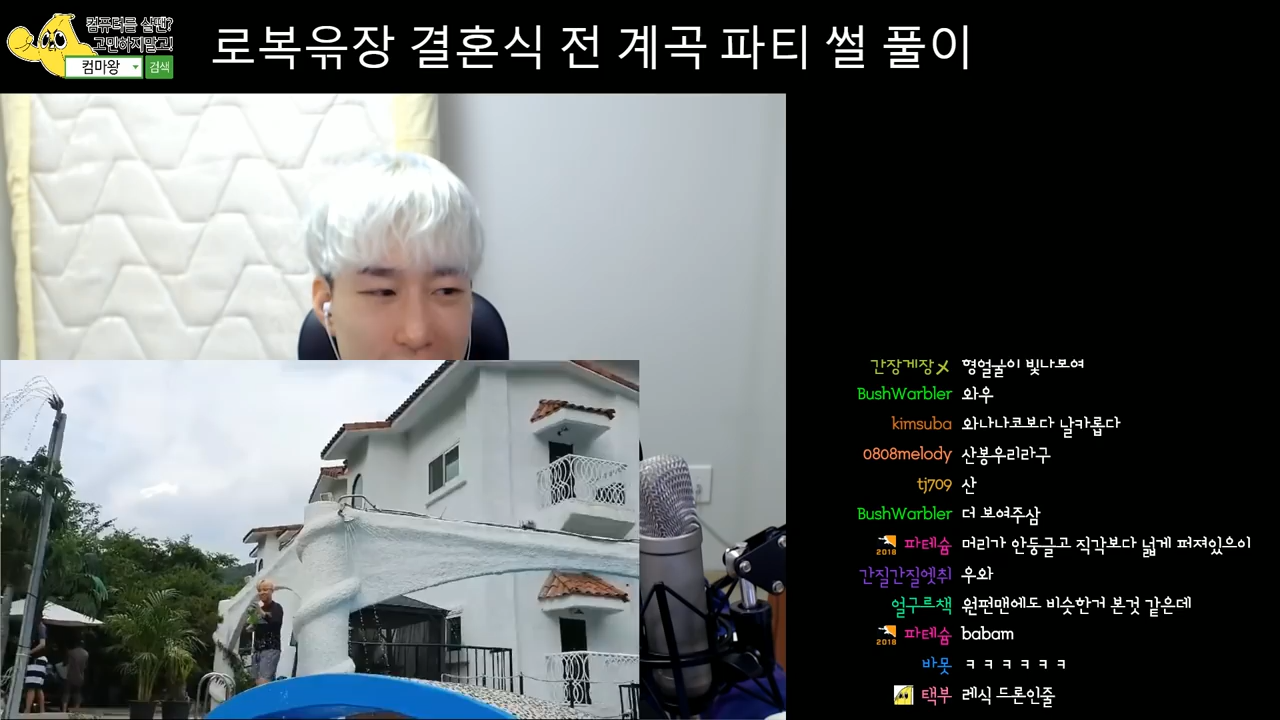 컴퓨터를 살땐?
고민하지말고!
컴마왕 검색
로복윾장 결혼식 전 계곡 파티 썰 풀이
간장게장メ 형얼굴이 빛나보여
BushWarbler 와우
kimsuba 와나나코보다 날카롭다
0808melody 산봉우리라구
tj709 산
BushWarbler 더 보여주삼
2018 파테슘 머리가 안둥글고 직각보다 넓게 퍼져있으이
간질간질엣취 우와
얼구르책 원펀맨에도 비슷한거 본것 같은데
2018 파테슘 babam
바못 ㅋㅋㅋㅋㅋㅋ
택부 레식 드론인줄